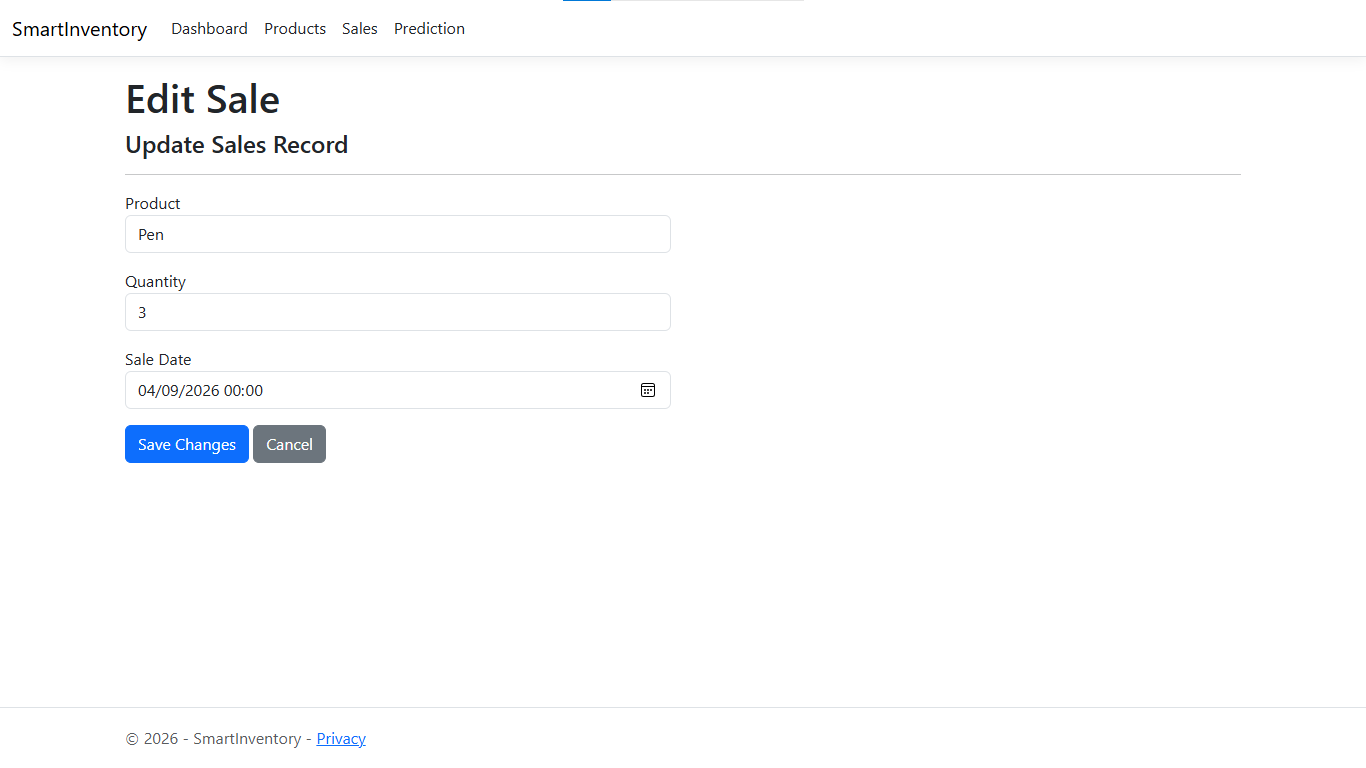 SmartInventory Dashboard Products Sales Prediction
Edit Sale
Update Sales Record
Product
Pen
Quantity
3
Sale Date
04/09/2026 00:00
Save Changes Cancel
© 2026 - SmartInventory - Privacy